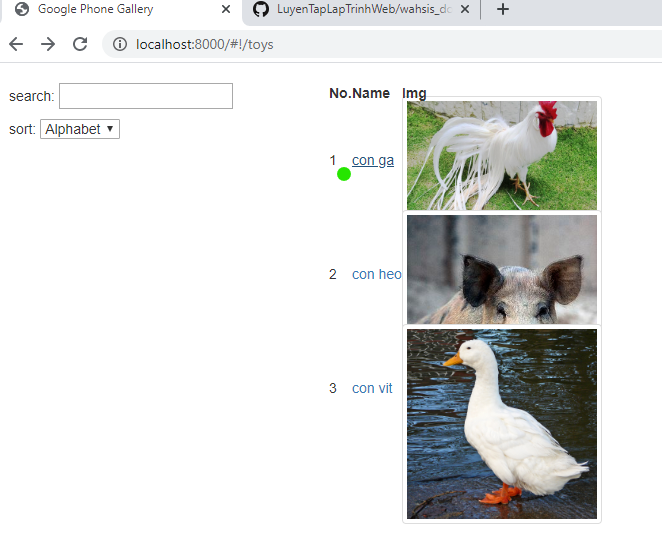 Google Phone Gallery
LuyenTapLapTrinhWeb/wahsis_do
localhost:8000/#!/toys
search:
sort: Alphabet
No. Name Img
1 con ga
2 con heo
3 con vit